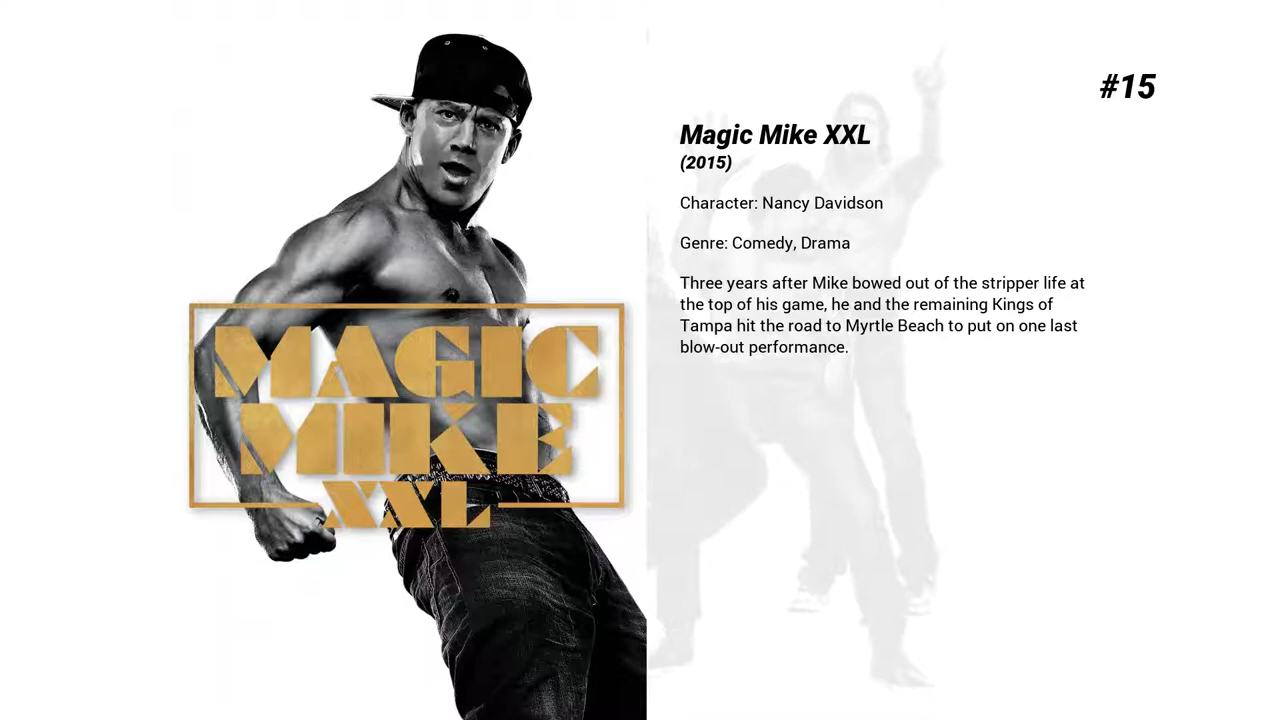 MAGIC
MIKE
XXL
#15
Magic Mike XXL
(2015)
Character: Nancy Davidson
Genre: Comedy, Drama
Three years after Mike bowed out of the stripper life at
the top of his game, he and the remaining Kings of
Tampa hit the road to Myrtle Beach to put on one last
blow-out performance.